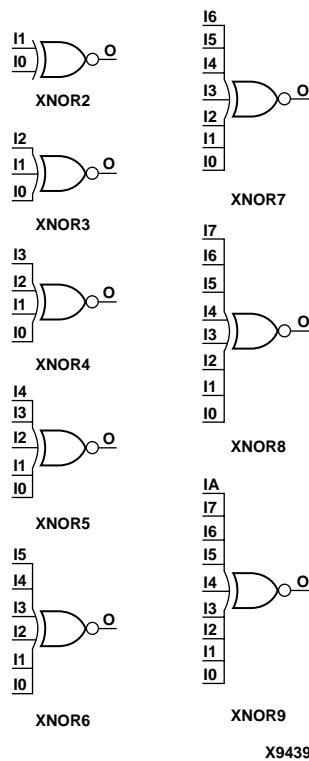 I1
I0
O
XNOR2
I2
I1
I0
O
XNOR3
I3
I2
I1
I0
O
XNOR4
I4
I3
I2
I1
I0
O
XNOR5
I5
I4
I3
I2
I1
I0
O
XNOR6
I6
I5
I4
I3
I2
I1
I0
O
XNOR7
I7
I6
I5
I4
I3
I2
I1
I0
O
XNOR8
IA
I7
I6
I5
I4
I3
I2
I1
I0
O
XNOR9
X9439